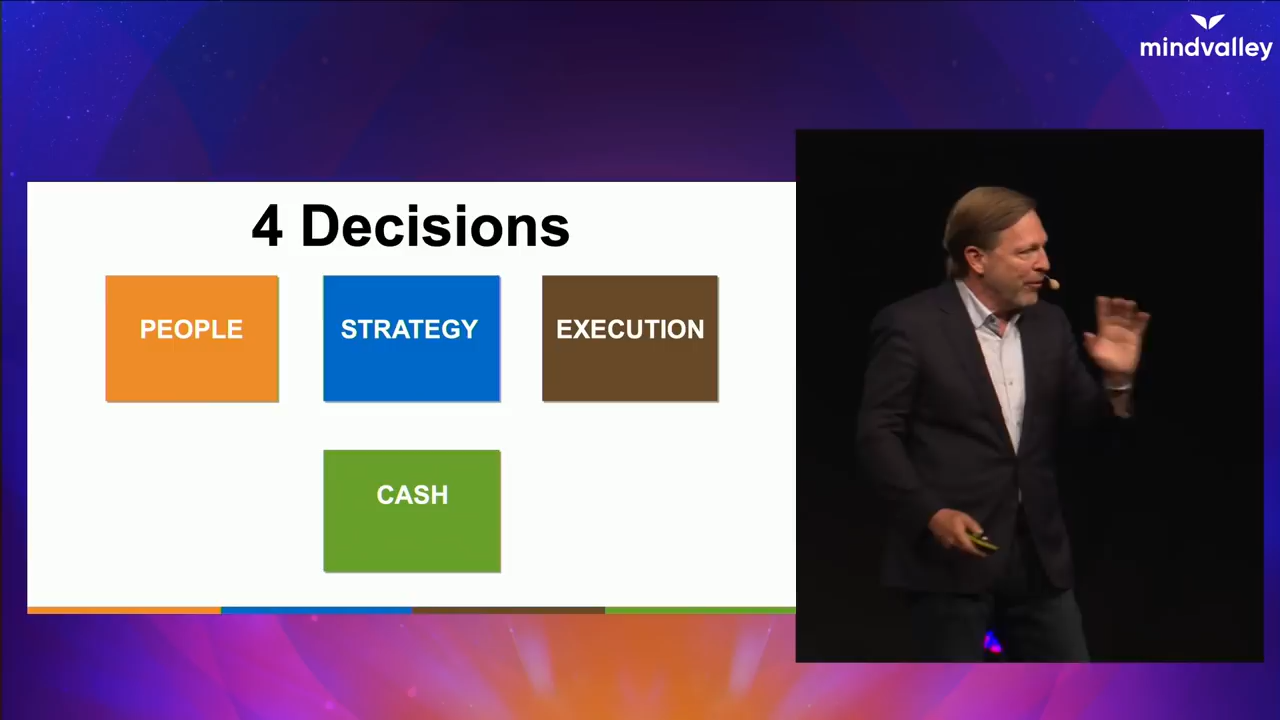 mindvalley
4 Decisions
PEOPLE
STRATEGY
EXECUTION
CASH